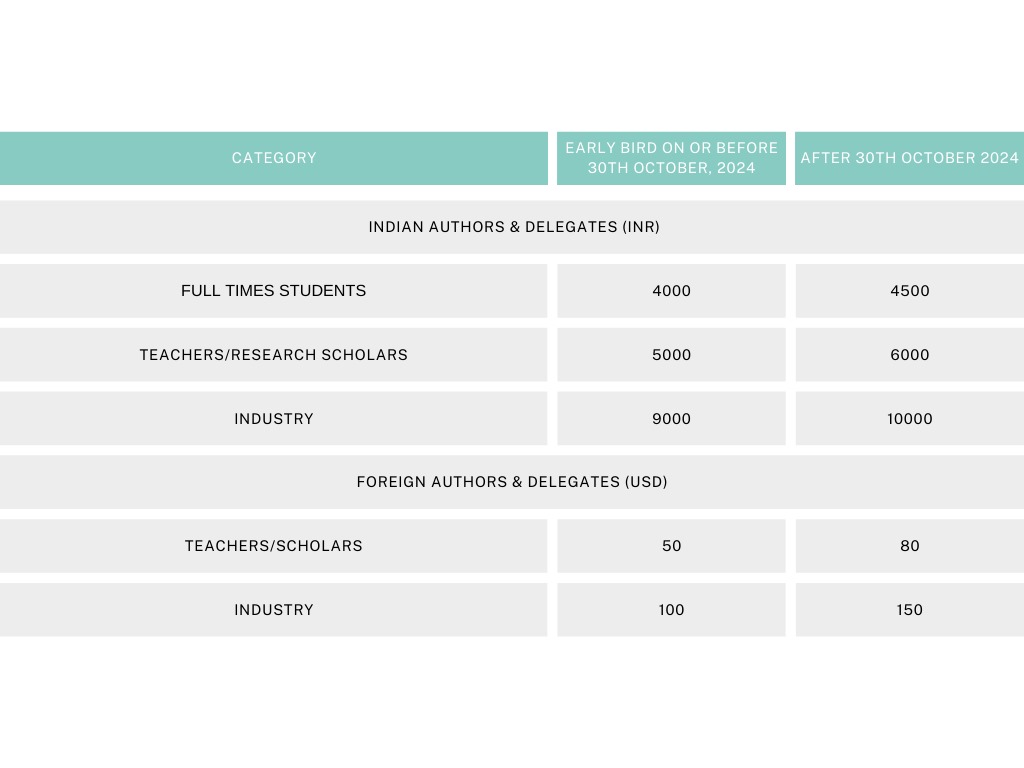 CATEGORY
EARLY BIRD ON OR BEFORE
30TH OCTOBER, 2024
AFTER 30TH OCTOBER 2024
INDIAN AUTHORS & DELEGATES (INR)
FULL TIMES STUDENTS
4000
4500
TEACHERS/RESEARCH SCHOLARS
5000
6000
INDUSTRY
9000
10000
FOREIGN AUTHORS & DELEGATES (USD)
TEACHERS/SCHOLARS
50
80
INDUSTRY
100
150